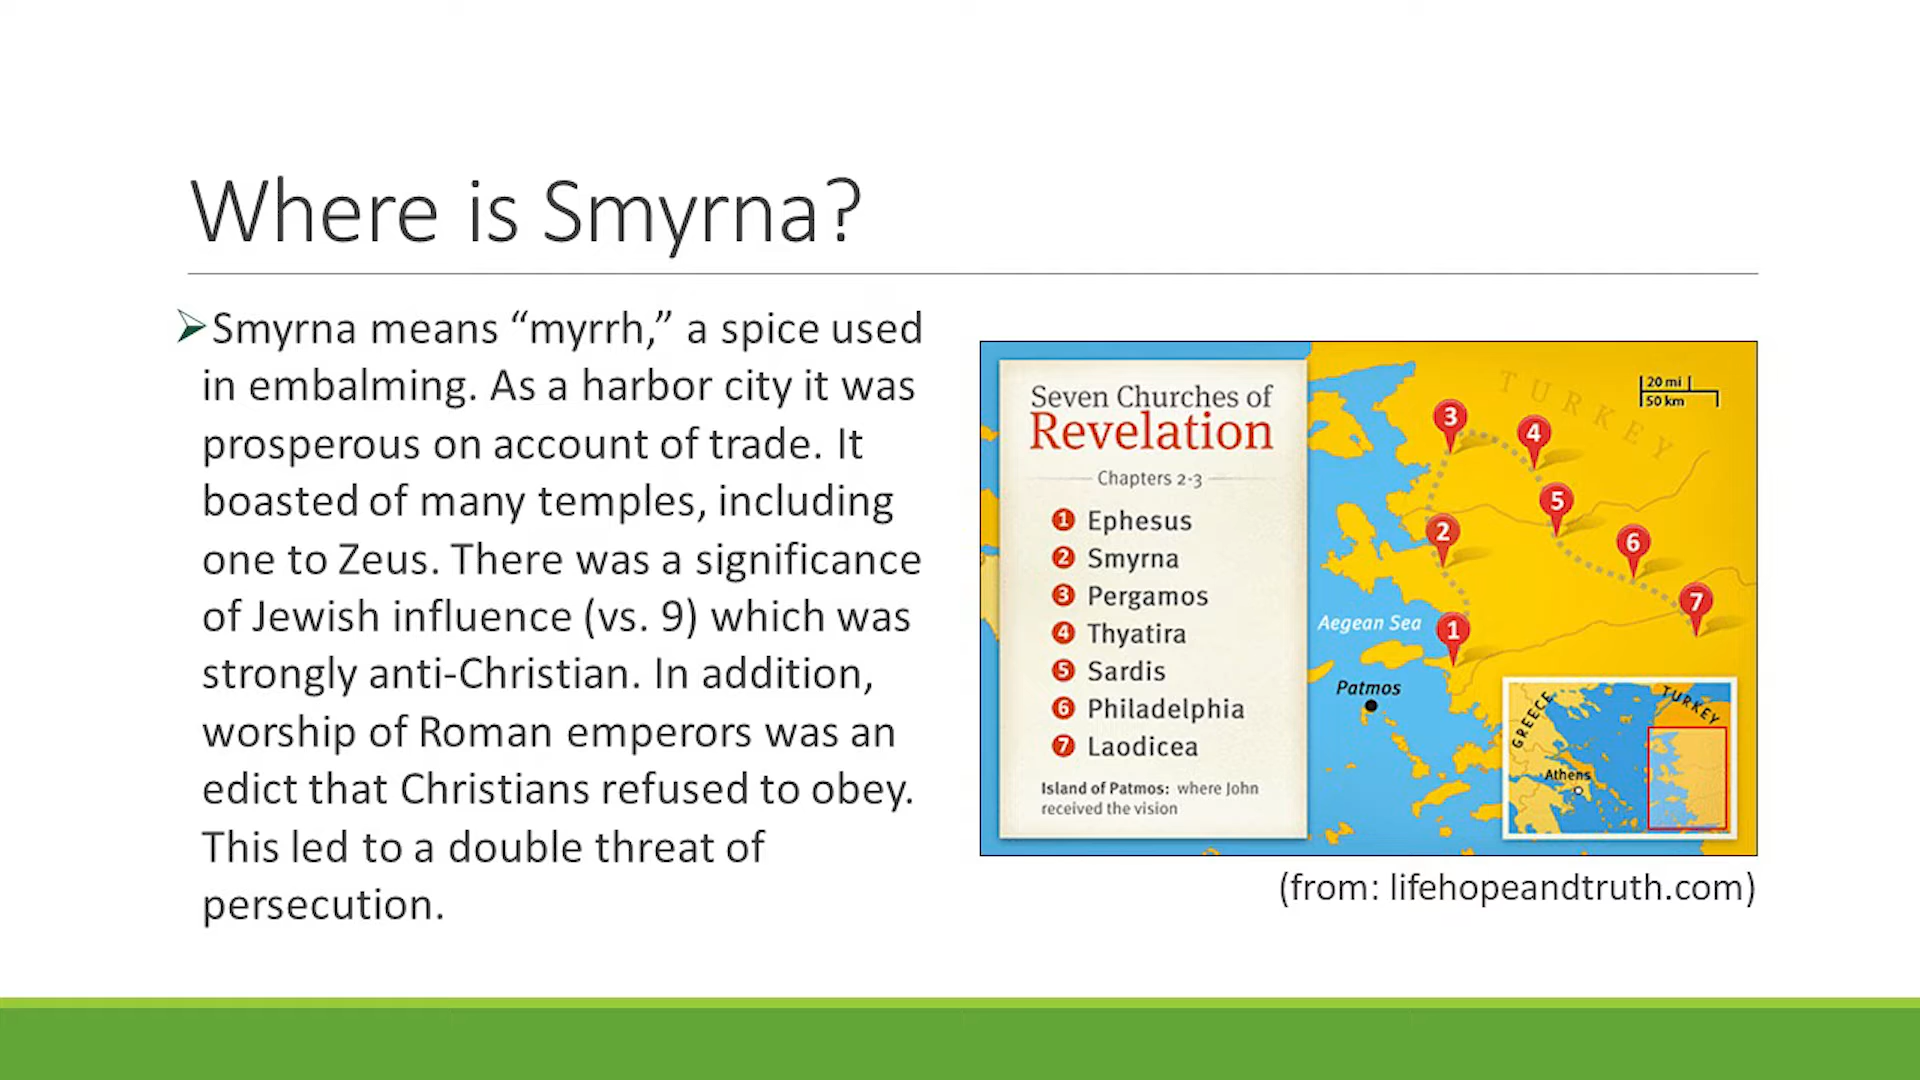 Where is Smyrna?
Smyrna means “myrrh,” a spice used
in embalming. As a harbor city it was
prosperous on account of trade. It
boasted of many temples, including
one to Zeus. There was a significance
of Jewish influence (vs. 9) which was
strongly anti-Christian. In addition,
worship of Roman emperors was an
edict that Christians refused to obey.
This led to a double threat of
persecution.
Seven Churches of
Revelation
Chapters 2-3
1 Ephesus
2 Smyrna
3 Pergamos
4 Thyatira
5 Sardis
6 Philadelphia
7 Laodicea
Island of Patmos: where John
received the vision
TURKEY
20 mi
50 km
3
4
5
2
6
7
Aegean Sea
1
Patmos
GREECE
TURKEY
Athens
(from: lifehopeandtruth.com)